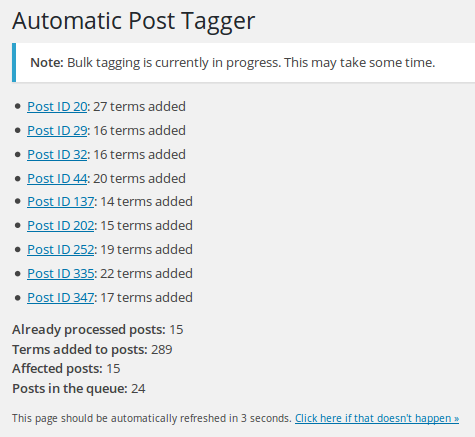 Automatic Post Tagger
Note: Bulk tagging is currently in progress. This may take some time.
Post ID 20: 27 terms added
Post ID 29: 16 terms added
Post ID 32: 16 terms added
Post ID 44: 20 terms added
Post ID 137: 14 terms added
Post ID 202: 15 terms added
Post ID 252: 19 terms added
Post ID 335: 22 terms added
Post ID 347: 17 terms added
Already processed posts: 15
Terms added to posts: 289
Affected posts: 15
Posts in the queue: 24
This page should be automatically refreshed in 3 seconds. Click here if that doesn't happen »